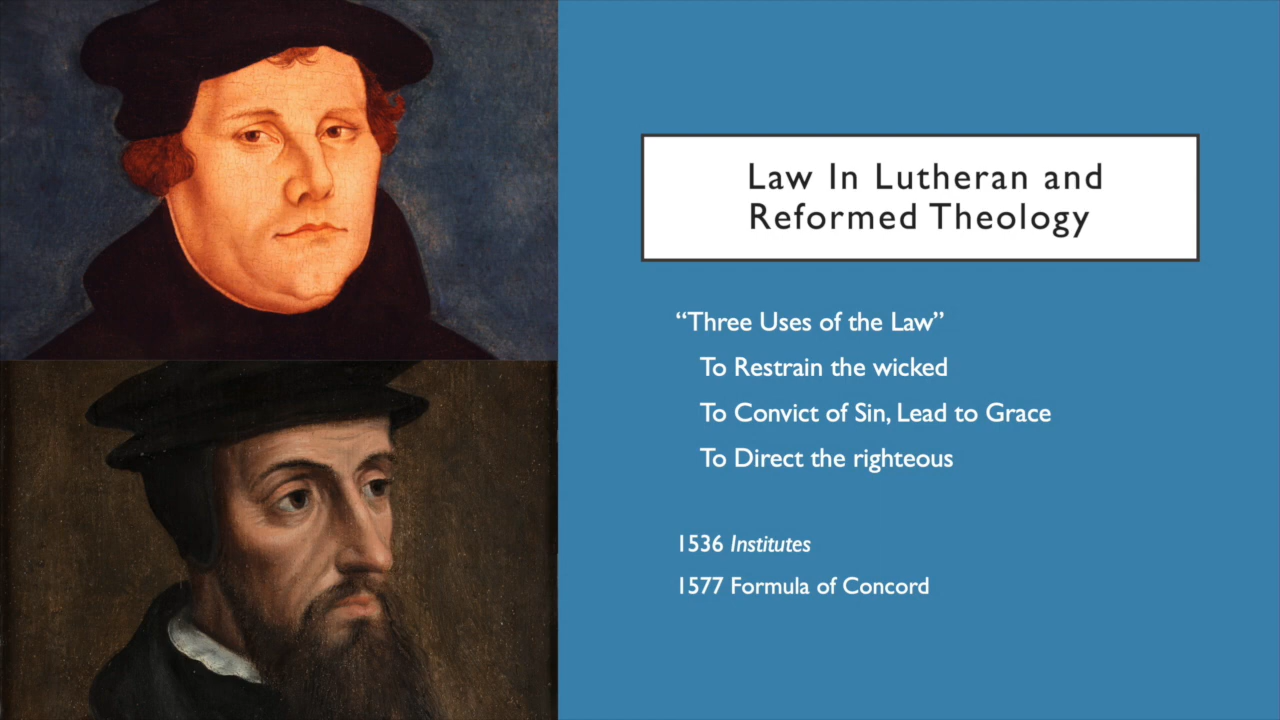 Law In Lutheran and
Reformed Theology
“Three Uses of the Law”
To Restrain the wicked
To Convict of Sin, Lead to Grace
To Direct the righteous
1536 Institutes
1577 Formula of Concord